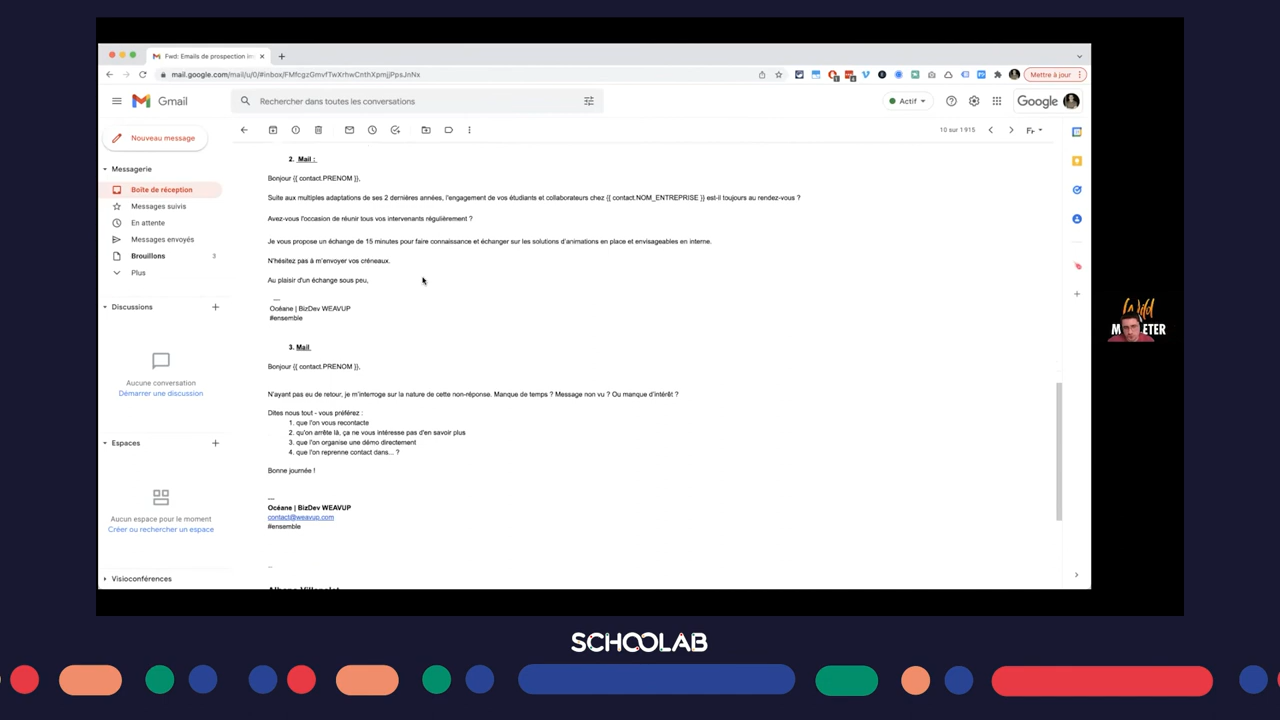 Fwd: Emails de prospection im
mail.google.com/mail/u/0/#inbox/FMfcgzGmvfTwXrhwCnthXpmjjPpsJnNx
Mettre à jour
Gmail
Rechercher dans toutes les conversations
Actif
Google
Nouveau message
10 sur 1 915
Fr
Messagerie
Boîte de réception
Messages suivis
En attente
Messages envoyés
Brouillons 3
Plus
Discussions
Aucune conversation
Démarrer une discussion
Espaces
Aucun espace pour le moment
Créer ou rechercher un espace
Visioconférences
2. Mail :
Bonjour {{ contact.PRENOM }},
Suite aux multiples adaptations de ses 2 dernières années, l'engagement de vos étudiants et collaborateurs chez {{ contact.NOM_ENTREPRISE }} est-il toujours au rendez-vous ?
Avez-vous l'occasion de réunir tous vos intervenants régulièrement ?
Je vous propose un échange de 15 minutes pour faire connaissance et échanger sur les solutions d'animations en place et envisageables en interne.
N'hésitez pas à m'envoyer vos créneaux.
Au plaisir d'un échange sous peu,
---
Océane | BizDev WEAVUP
#ensemble
3. Mail
Bonjour {{ contact.PRENOM }},
N'ayant pas eu de retour, je m'interroge sur la nature de cette non-réponse. Manque de temps ? Message non vu ? Ou manque d'intérêt ?
Dites nous tout - vous préférez :
1. que l'on vous recontacte
2. qu'on arrête là, ça ne vous intéresse pas d'en savoir plus
3. que l'on organise une démo directement
4. que l'on reprenne contact dans... ?
Bonne journée !
---
Océane | BizDev WEAVUP
contact@weavup.com
#ensemble
--
Wild
SCHOOLAB